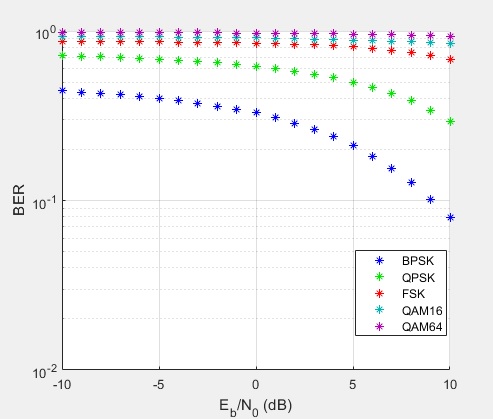 10^0
10^-1
10^-2
BER
-10 -5 0 5 10
E_b/N_0 (dB)
BPSK
QPSK
FSK
QAM16
QAM64